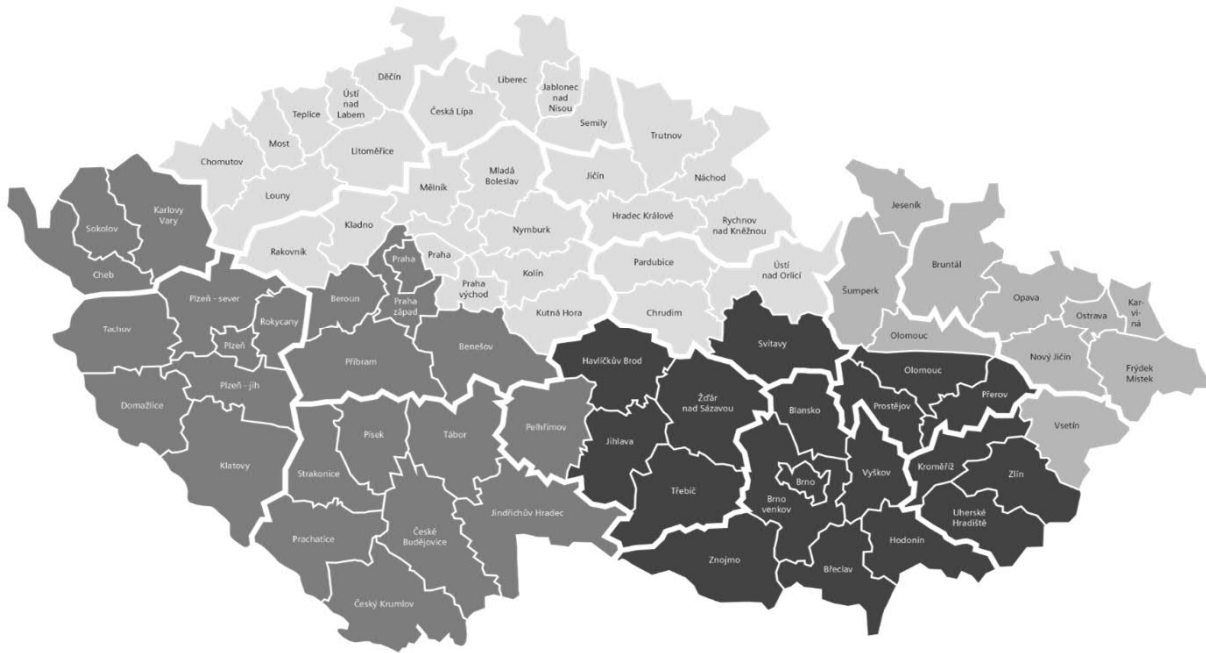 Děčín
Liberec
Jablonec
nad
Nisou
Ústí
nad
Labem
Teplice
Česká Lípa
Semily
Most
Trutnov
Chomutov
Litoměřice
Mladá
Boleslav
Jičín
Náchod
Mělník
Louny
Karlovy
Vary
Jeseník
Hradec Králové
Rychnov
nad Kněžnou
Kladno
Sokolov
Nymburk
Rakovník
Praha
Praha
Pardubice
Ústí
nad Orlicí
Bruntál
Cheb
Kolín
Praha
východ
Šumperk
Plzeň - sever
Beroun
Praha
západ
Opava
Kar-
vi-
ná
Ostrava
Kutná Hora
Chrudim
Rokycany
Tachov
Olomouc
Plzeň
Svitavy
Benešov
Příbram
Havlíčkův Brod
Nový Jičín
Olomouc
Frýdek
Místek
Plzeň - jih
Žďár
nad Sázavou
Přerov
Domažlice
Prostějov
Blansko
Vsetín
Pelhřimov
Písek
Tábor
Jihlava
Klatovy
Strakonice
Vyškov
Kroměříž
Zlín
Třebíč
Brno
Brno
venkov
Jindřichův Hradec
Uherské
Hradiště
Prachatice
České
Budějovice
Hodonín
Znojmo
Břeclav
Český Krumlov